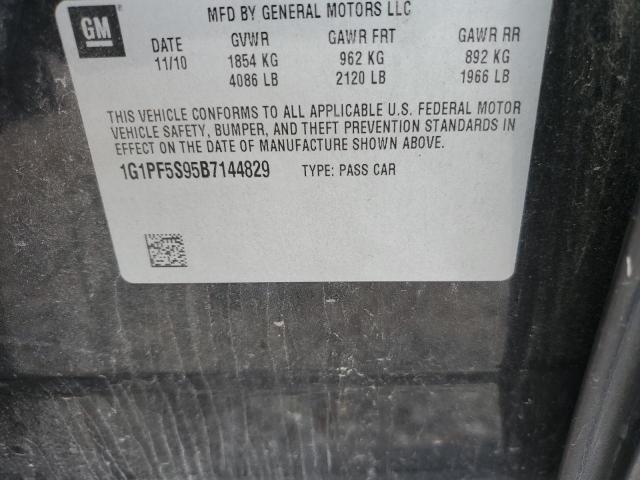 MFD BY GENERAL MOTORS LLC
GM
DATE GVWR GAWR FRT GAWR RR
11/10 1854 KG 962 KG 892 KG
4086 LB 2120 LB 1966 LB
THIS VEHICLE CONFORMS TO ALL APPLICABLE U.S. FEDERAL MOTOR
VEHICLE SAFETY, BUMPER, AND THEFT PREVENTION STANDARDS IN
EFFECT ON THE DATE OF MANUFACTURE SHOWN ABOVE.
1G1PF5S95B7144829 TYPE: PASS CAR